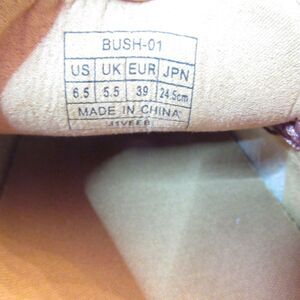 BUSH-01
US UK EUR JPN
6.5 5.5 39 24.5cm
MADE IN CHINA